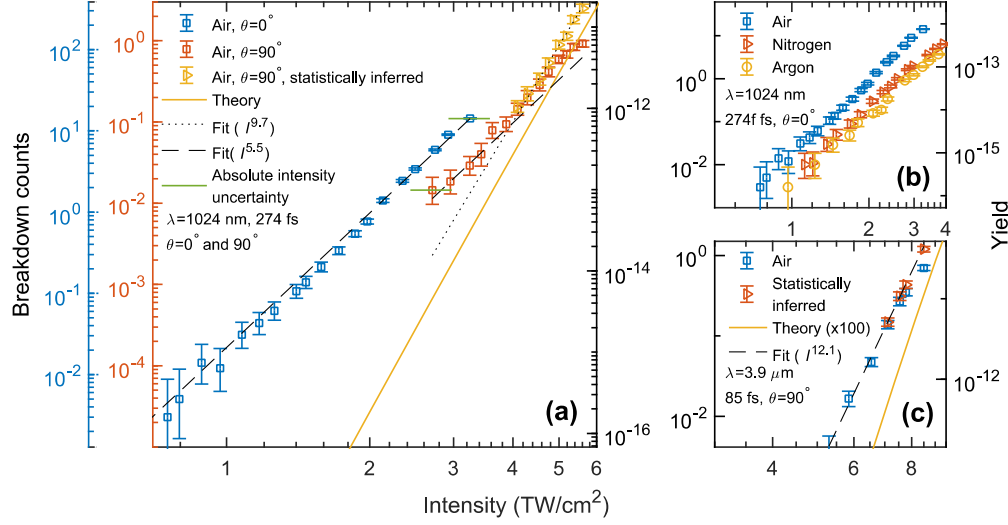 Breakdown counts
10^2
10^1
10^0
10^-1
10^-2
10^0
10^-1
10^-2
10^-3
10^-4
Air, θ=0°
Air, θ=90°
Air, θ=90°, statistically inferred
Theory
Fit ( I^9.7)
Fit( I^5.5)
Absolute intensity
uncertainty
λ=1024 nm, 274 fs
θ=0° and 90°
(a)
10^-12
10^-14
10^-16
1
2
3
4
5
6
Intensity (TW/cm²)
Air
Nitrogen
Argon
λ=1024 nm
274f fs, θ=0°
(b)
10^0
10^-2
10^-13
10^-15
1
2
3
4
Yield
Air
Statistically
inferred
Theory (x100)
Fit ( I^12.1)
λ=3.9 μm
85 fs, θ=90°
(c)
10^0
10^-2
10^-12
4
6
8